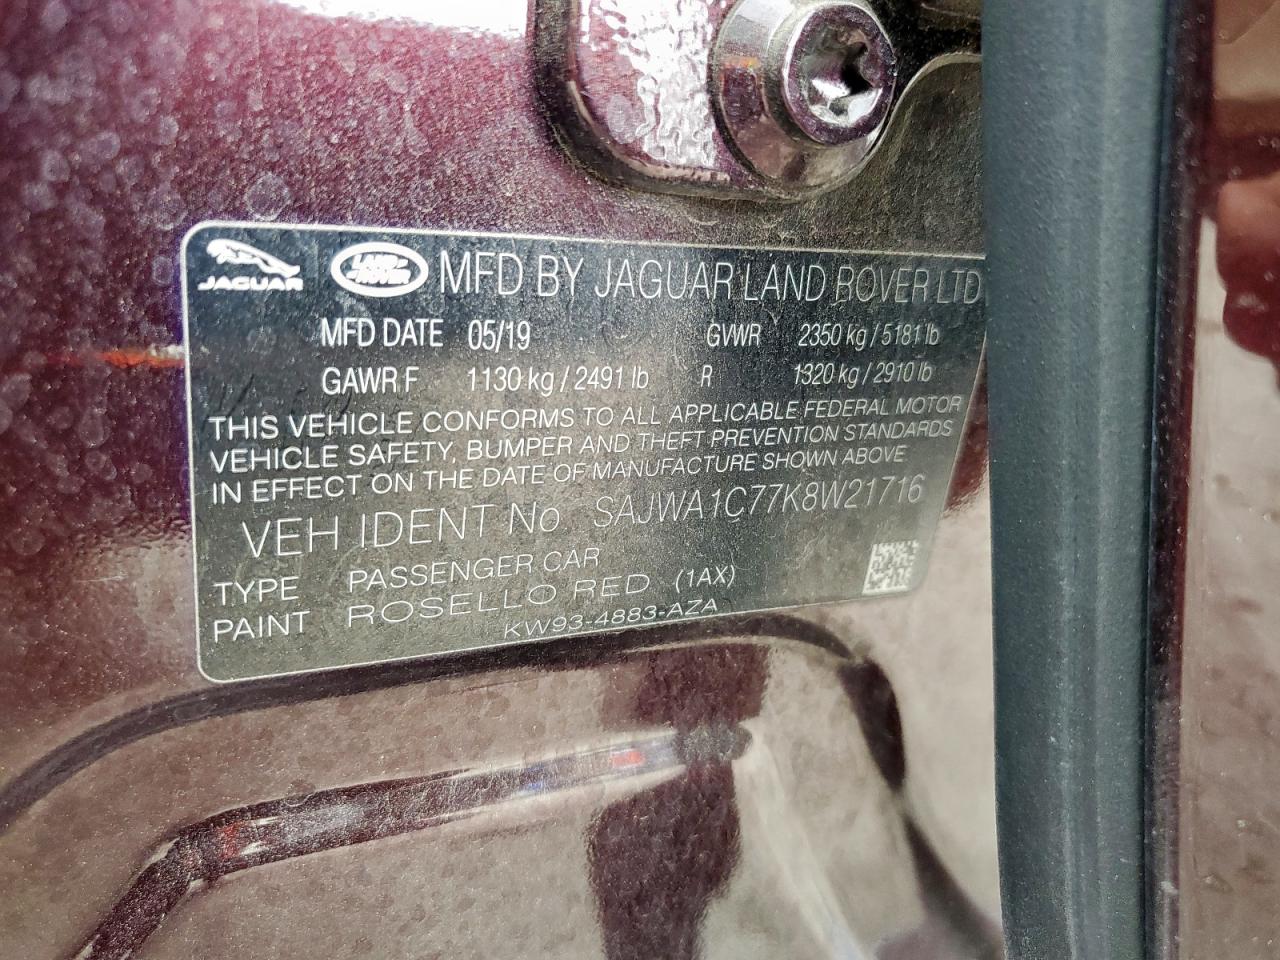 JAGUAR LAND ROVER MFD BY JAGUAR LAND ROVER LTD
MFD DATE 05/19 GVWR 2350 kg / 5181 lb
GAWR F 1130 kg / 2491 lb R 1320 kg / 2910 lb
THIS VEHICLE CONFORMS TO ALL APPLICABLE FEDERAL MOTOR
VEHICLE SAFETY, BUMPER AND THEFT PREVENTION STANDARDS
IN EFFECT ON THE DATE OF MANUFACTURE SHOWN ABOVE
VEH IDENT No SAJWA1C77K8W21716
TYPE PASSENGER CAR
PAINT ROSELLO RED (1AX)
KW93-4883-AZA